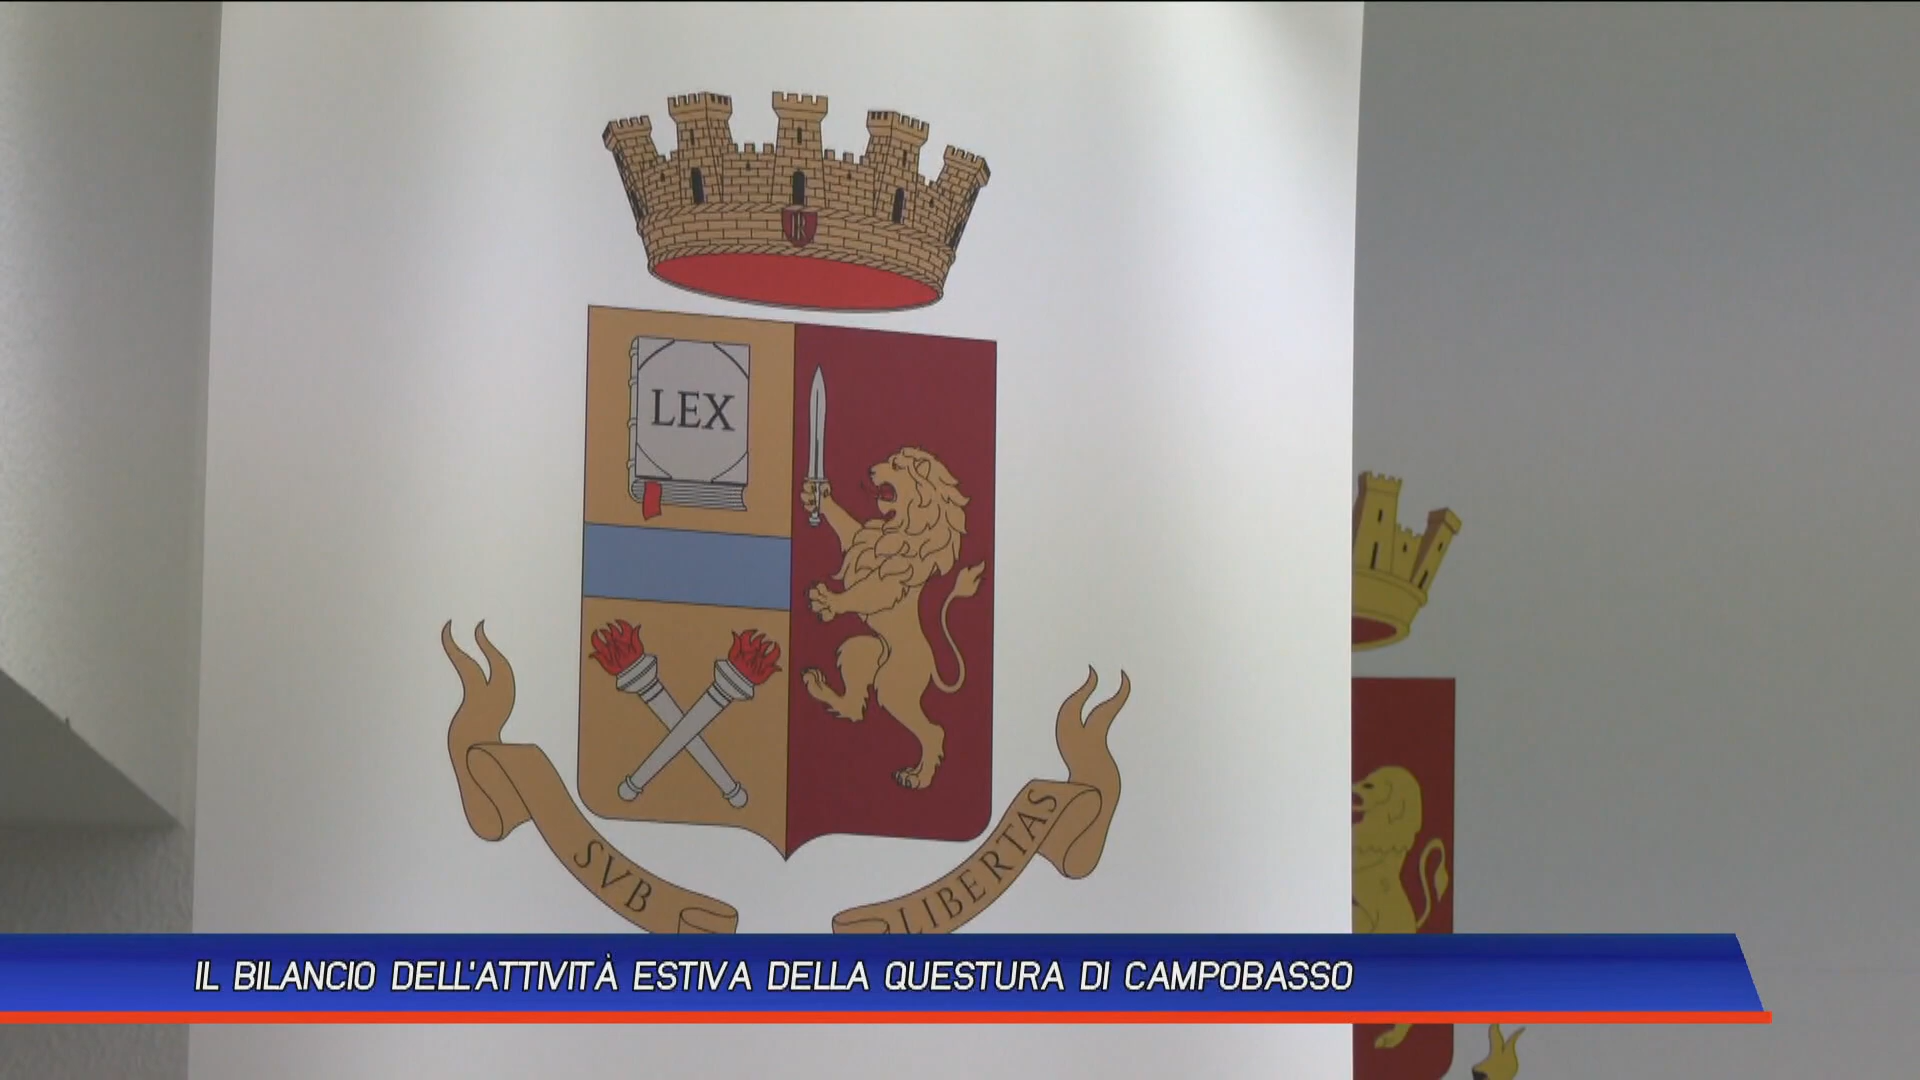 LEX
SVB
LIBERTAS
IL BILANCIO DELL'ATTIVITÀ ESTIVA DELLA QUESTURA DI CAMPOBASSO